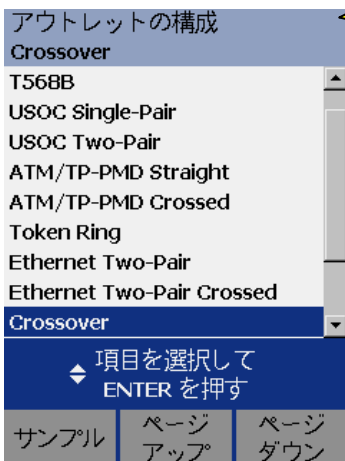 アウトレットの構成
Crossover
T568B
USOC Single-Pair
USOC Two-Pair
ATM/TP-PMD Straight
ATM/TP-PMD Crossed
Token Ring
Ethernet Two-Pair
Ethernet Two-Pair Crossed
Crossover
項目を選択して
ENTER を押す
サンプル
ページ
アップ
ページ
ダウン